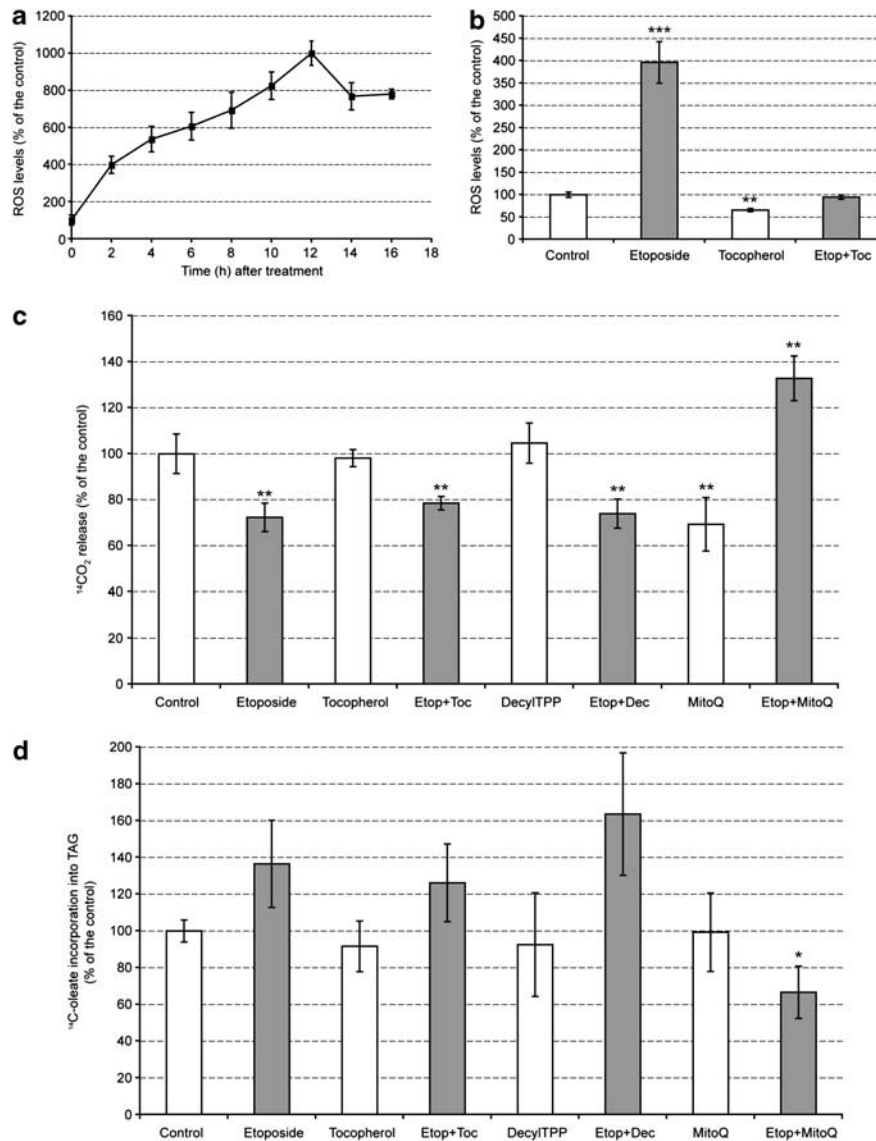 a
1200
1000
800
600
400
200
0
ROS levels (% of the control)
0 2 4 6 8 10 12 14 16 18
Time (h) after treatment
b
500
450
400
350
300
250
200
150
100
50
0
ROS levels (% of the control)
***
**
Control Etoposide Tocopherol Etop+Toc
c
160
140
120
100
80
60
40
20
0
¹⁴CO₂ release (% of the control)
** ** ** ** **
Control Etoposide Tocopherol Etop+Toc DecylTPP Etop+Dec MitoQ Etop+MitoQ
d
200
180
160
140
120
100
80
60
40
20
0
¹⁴C-oleate incorporation into TAG
(% of the control)
*
Control Etoposide Tocopherol Etop+Toc DecylTPP Etop+Dec MitoQ Etop+MitoQ